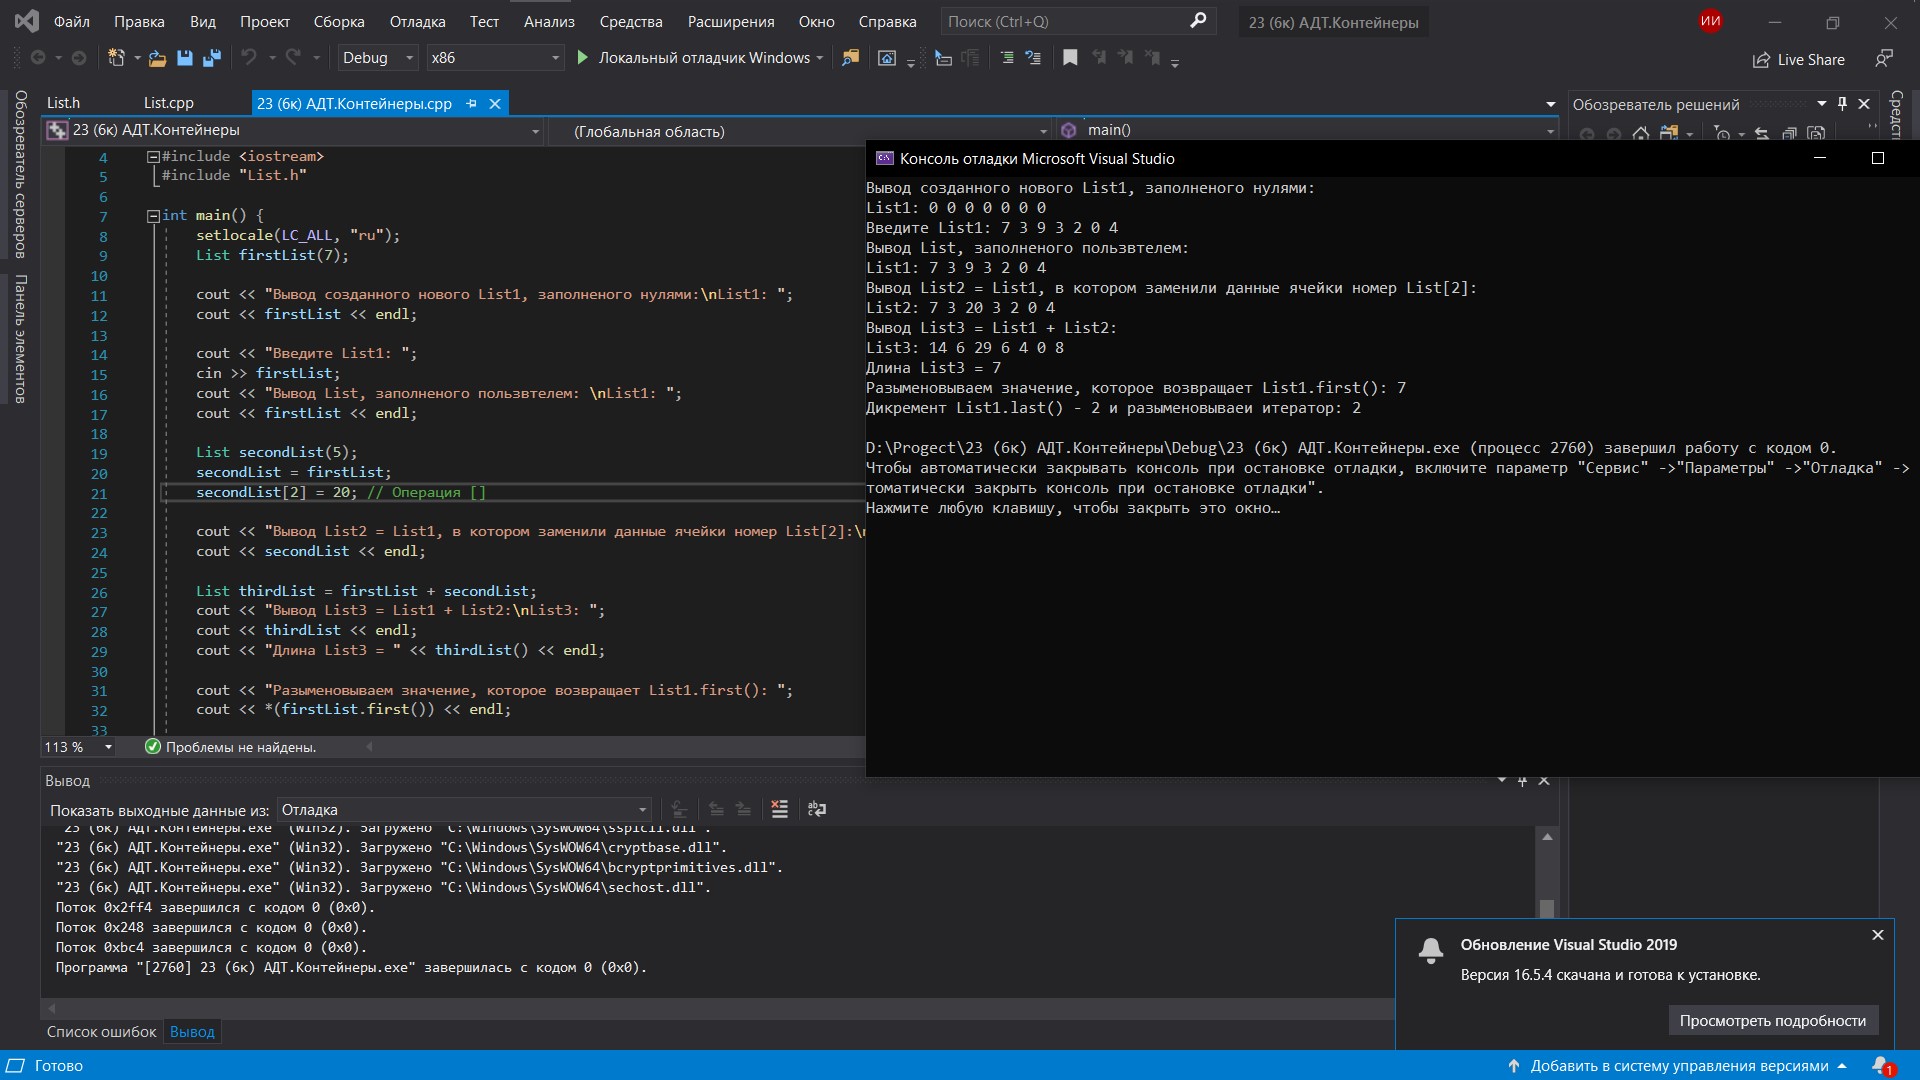 Файл Правка Вид Проект Сборка Отладка Тест Анализ Средства Расширения Окно Справка Поиск (Ctrl+Q) 23 (6к) АДТ.Контейнеры ИИ
Debug x86 Локальный отладчик Windows Live Share
Обозреватель серверов
Панель элементов
List.h List.cpp 23 (6к) АДТ.Контейнеры.cpp
23 (6к) АДТ.Контейнеры (Глобальная область) main()
Обозреватель решений
4 #include <iostream>
5 #include "List.h"
6
7 int main() {
8 setlocale(LC_ALL, "ru");
9 List firstList(7);
10
11 cout << "Вывод созданного нового List1, заполненого нулями:\nList1: ";
12 cout << firstList << endl;
13
14 cout << "Введите List1: ";
15 cin >> firstList;
16 cout << "Вывод List, заполненого пользвтелем: \nList1: ";
17 cout << firstList << endl;
18
19 List secondList(5);
20 secondList = firstList;
21 secondList[2] = 20; // Операция []
22
23 cout << "Вывод List2 = List1, в котором заменили данные ячейки номер List[2]:\
24 cout << secondList << endl;
25
26 List thirdList = firstList + secondList;
27 cout << "Вывод List3 = List1 + List2:\nList3: ";
28 cout << thirdList << endl;
29 cout << "Длина List3 = " << thirdList() << endl;
30
31 cout << "Разыменовываем значение, которое возвращает List1.first(): ";
32 cout << *(firstList.first()) << endl;
33
113 % Проблемы не найдены.
Консоль отладки Microsoft Visual Studio
Вывод созданного нового List1, заполненого нулями:
List1: 0 0 0 0 0 0 0
Введите List1: 7 3 9 3 2 0 4
Вывод List, заполненого пользвтелем:
List1: 7 3 9 3 2 0 4
Вывод List2 = List1, в котором заменили данные ячейки номер List[2]:
List2: 7 3 20 3 2 0 4
Вывод List3 = List1 + List2:
List3: 14 6 29 6 4 0 8
Длина List3 = 7
Разыменовываем значение, которое возвращает List1.first(): 7
Дикремент List1.last() - 2 и разыменовываеи итератор: 2
D:\Progect\23 (6к) АДТ.Контейнеры\Debug\23 (6к) АДТ.Контейнеры.exe (процесс 2760) завершил работу с кодом 0.
Чтобы автоматически закрывать консоль при остановке отладки, включите параметр "Сервис" ->"Параметры" ->"Отладка" ->
томатически закрыть консоль при остановке отладки".
Нажмите любую клавишу, чтобы закрыть это окно…
Вывод
Показать выходные данные из: Отладка
"23 (6к) АДТ.Контейнеры.exe" (Win32). Загружено "C:\Windows\SysWOW64\sspicli.dll".
"23 (6к) АДТ.Контейнеры.exe" (Win32). Загружено "C:\Windows\SysWOW64\cryptbase.dll".
"23 (6к) АДТ.Контейнеры.exe" (Win32). Загружено "C:\Windows\SysWOW64\bcryptprimitives.dll".
"23 (6к) АДТ.Контейнеры.exe" (Win32). Загружено "C:\Windows\SysWOW64\sechost.dll".
Поток 0x2ff4 завершился с кодом 0 (0x0).
Поток 0x248 завершился с кодом 0 (0x0).
Поток 0xbc4 завершился с кодом 0 (0x0).
Программа "[2760] 23 (6к) АДТ.Контейнеры.exe" завершилась с кодом 0 (0x0).
Список ошибок Вывод
Обновление Visual Studio 2019
Версия 16.5.4 скачана и готова к установке.
Просмотреть подробности
Готово Добавить в систему управления версиями 1